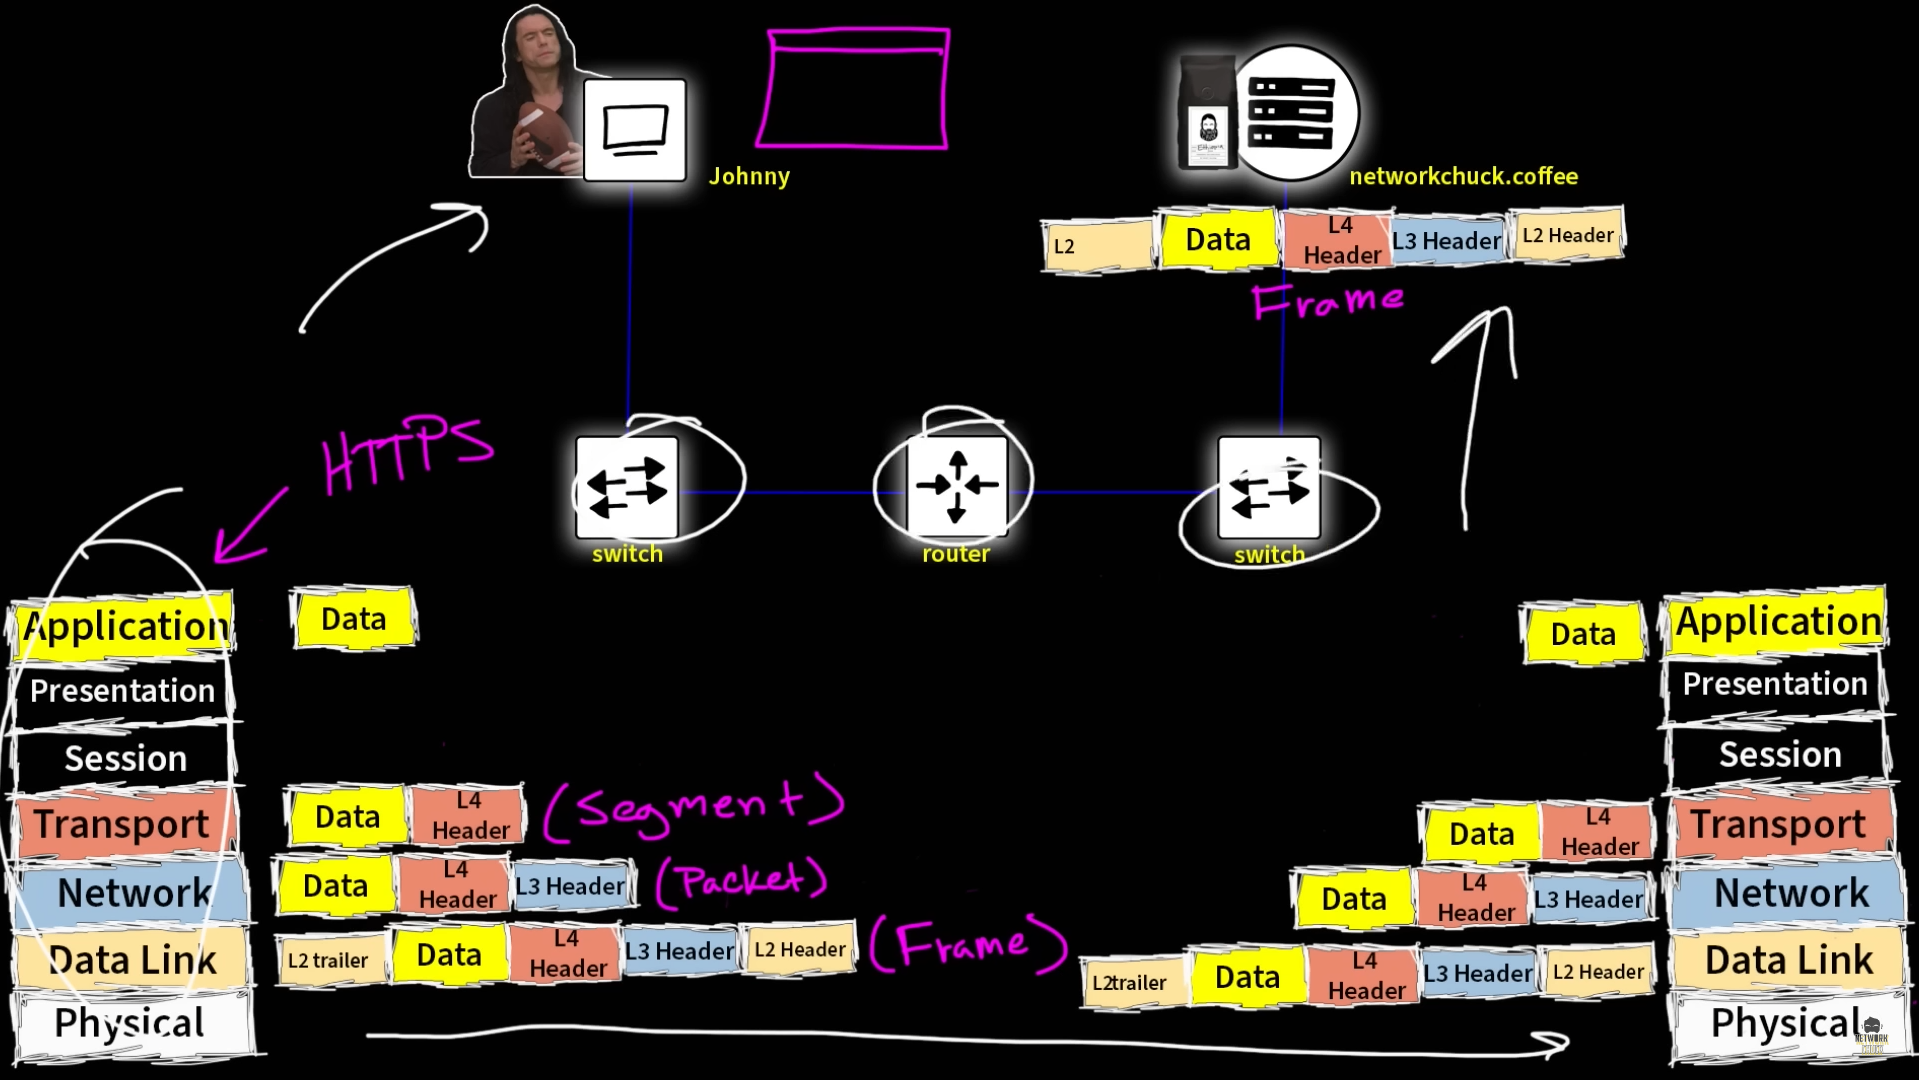 Johnny
networkchuck.coffee
L2 Data L4 Header L3 Header L2 Header
Frame
HTTPS
switch
router
switch
Application
Data
Presentation
Session
Transport
Data L4 Header (Segment)
Network
Data L4 Header L3 Header (Packet)
Data Link
L2 trailer Data L4 Header L3 Header L2 Header (Frame)
Physical
Data
Application
Presentation
Session
Data L4 Header
Transport
Data L4 Header L3 Header
Network
L2trailer Data L4 Header L3 Header L2 Header
Data Link
Physical
NETWORK
CHUCK